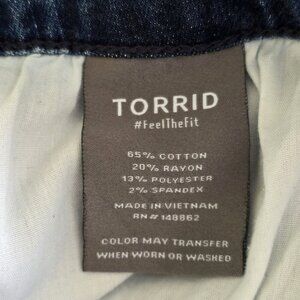 TORRID
#FeelTheFit
65% COTTON
20% RAYON
13% POLYESTER
2% SPANDEX
MADE IN VIETNAM
RN# 148862
COLOR MAY TRANSFER
WHEN WORN OR WASHED